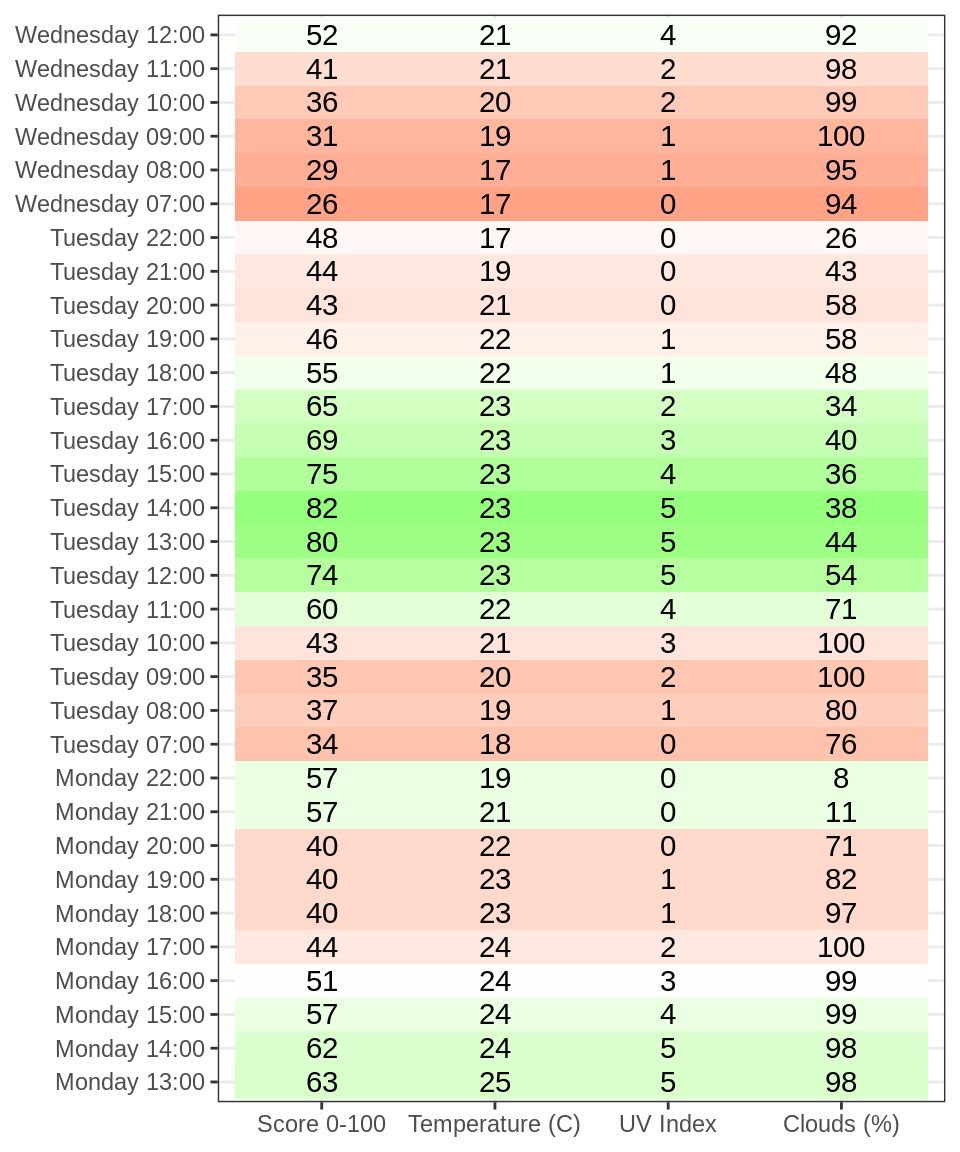 Wednesday 12:00 52 21 4 92
Wednesday 11:00 41 21 2 98
Wednesday 10:00 36 20 2 99
Wednesday 09:00 31 19 1 100
Wednesday 08:00 29 17 1 95
Wednesday 07:00 26 17 0 94
Tuesday 22:00 48 17 0 26
Tuesday 21:00 44 19 0 43
Tuesday 20:00 43 21 0 58
Tuesday 19:00 46 22 1 58
Tuesday 18:00 55 22 1 48
Tuesday 17:00 65 23 2 34
Tuesday 16:00 69 23 3 40
Tuesday 15:00 75 23 4 36
Tuesday 14:00 82 23 5 38
Tuesday 13:00 80 23 5 44
Tuesday 12:00 74 23 5 54
Tuesday 11:00 60 22 4 71
Tuesday 10:00 43 21 3 100
Tuesday 09:00 35 20 2 100
Tuesday 08:00 37 19 1 80
Tuesday 07:00 34 18 0 76
Monday 22:00 57 19 0 8
Monday 21:00 57 21 0 11
Monday 20:00 40 22 0 71
Monday 19:00 40 23 1 82
Monday 18:00 40 23 1 97
Monday 17:00 44 24 2 100
Monday 16:00 51 24 3 99
Monday 15:00 57 24 4 99
Monday 14:00 62 24 5 98
Monday 13:00 63 25 5 98
Score 0-100 Temperature (C) UV Index Clouds (%)